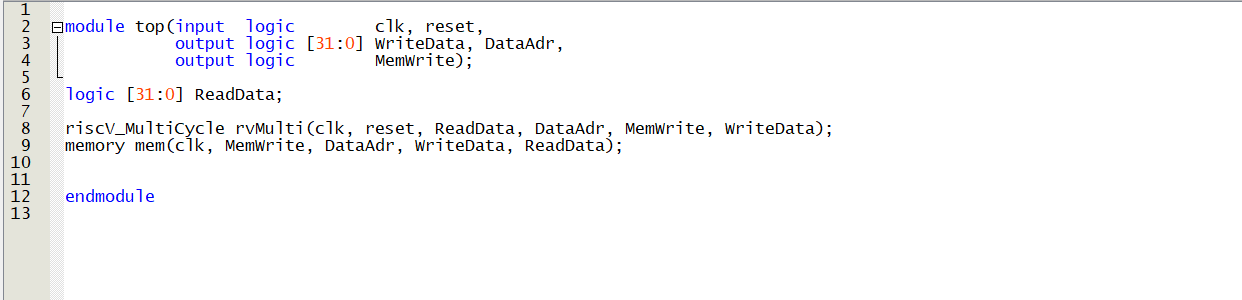 1
2 module top(input  logic         clk, reset,
3            output logic [31:0] WriteData, DataAdr,
4            output logic        MemWrite);
5
6 logic [31:0] ReadData;
7
8 riscV_MultiCycle rvMulti(clk, reset, ReadData, DataAdr, MemWrite, WriteData);
9 memory mem(clk, MemWrite, DataAdr, WriteData, ReadData);
10
11
12 endmodule
13